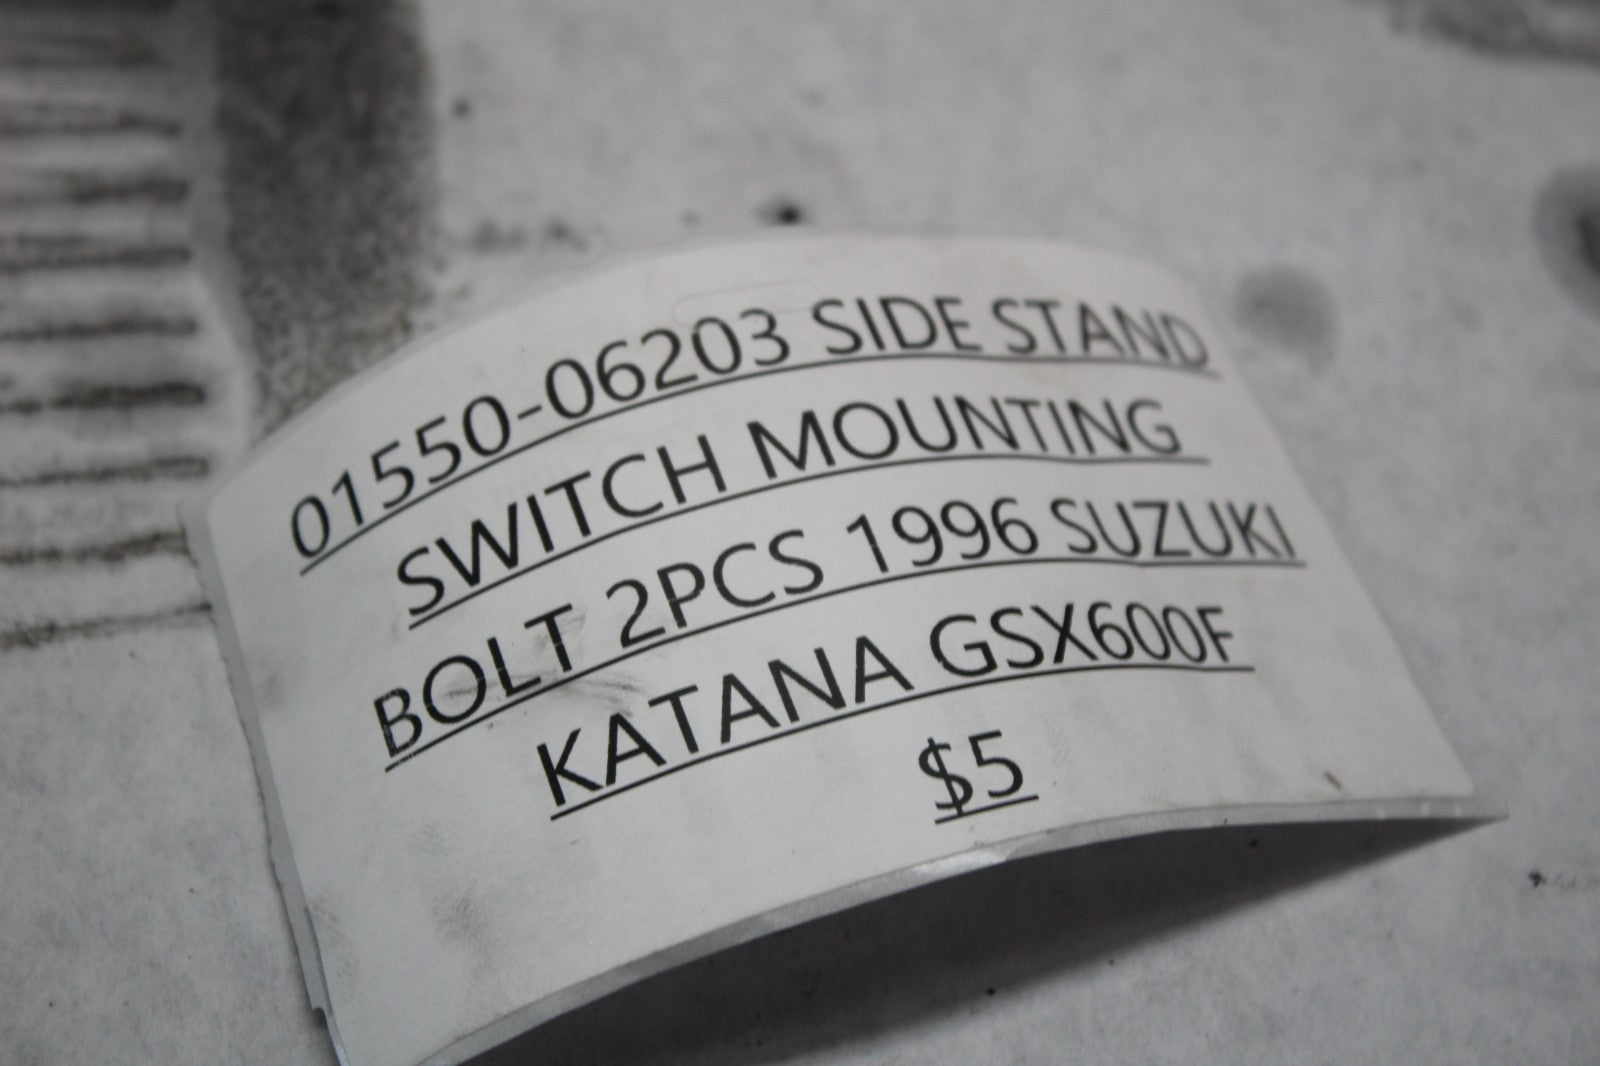 01550-06203 SIDE STAND
SWITCH MOUNTING
BOLT 2PCS 1996 SUZUKI
KATANA GSX600F
$5